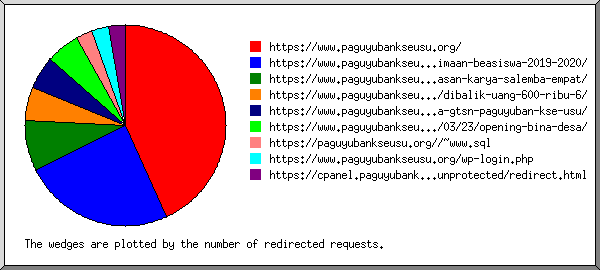 https://www.paguyubankseusu.org/
https://www.paguyubankseu...imaan-beasiswa-2019-2020/
https://www.paguyubankseu...asan-karya-salemba-empat/
https://www.paguyubankseu.../dibalik-uang-600-ribu-6/
https://www.paguyubankseu...a-gtsn-paguyuban-kse-usu/
https://www.paguyubankseu.../03/23/opening-bina-desa/
https://paguyubankseusu.org//~www.sql
https://www.paguyubankseusu.org/wp-login.php
https://cpanel.paguyubank...unprotected/redirect.html
The wedges are plotted by the number of redirected requests.